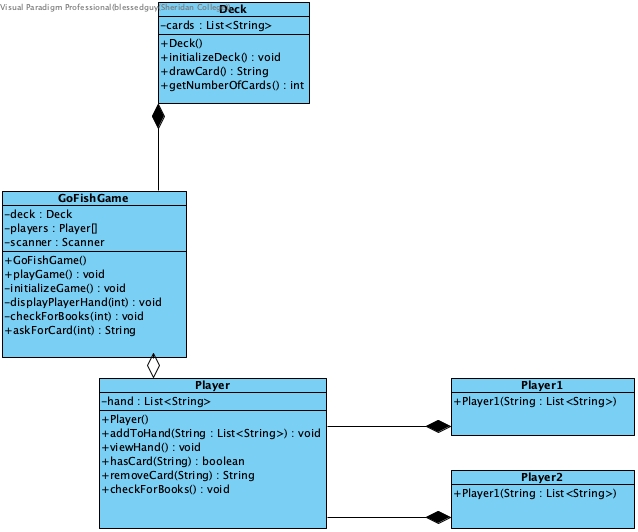 Visual Paradigm Professional(blessedguy(Sheridan College))
Deck
-cards : List<String>
+Deck()
+initializeDeck() : void
+drawCard() : String
+getNumberOfCards() : int
GoFishGame
-deck : Deck
-players : Player[]
-scanner : Scanner
+GoFishGame()
+playGame() : void
-initializeGame() : void
-displayPlayerHand(int) : void
-checkForBooks(int) : void
+askForCard(int) : String
Player
-hand : List<String>
+Player()
+addToHand(String : List<String>) : void
+viewHand() : void
+hasCard(String) : boolean
+removeCard(String) : String
+checkForBooks() : void
Player1
+Player1(String : List<String>)
Player2
+Player1(String : List<String>)